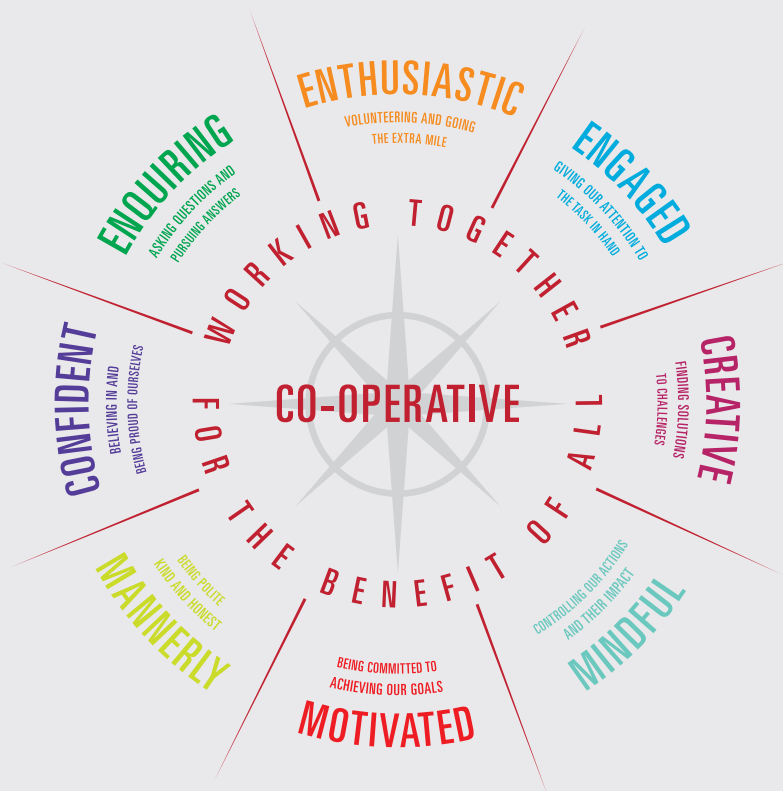 CO-OPERATIVE
WORKING TOGETHER
FOR THE BENEFIT OF ALL
ENTHUSIASTIC
VOLUNTEERING AND GOING
THE EXTRA MILE
ENGAGED
GIVING OUR ATTENTION TO
THE TASK IN HAND
CREATIVE
FINDING SOLUTIONS
TO CHALLENGES
CONTROLLING OUR ACTIONS
AND THEIR IMPACT
MINDFUL
BEING COMMITTED TO
ACHIEVING OUR GOALS
MOTIVATED
BEING POLITE
KIND AND HONEST
MANNERLY
CONFIDENT
BELIEVING IN AND
BEING PROUD OF OURSELVES
ENQUIRING
ASKING QUESTIONS AND
PURSUING ANSWERS